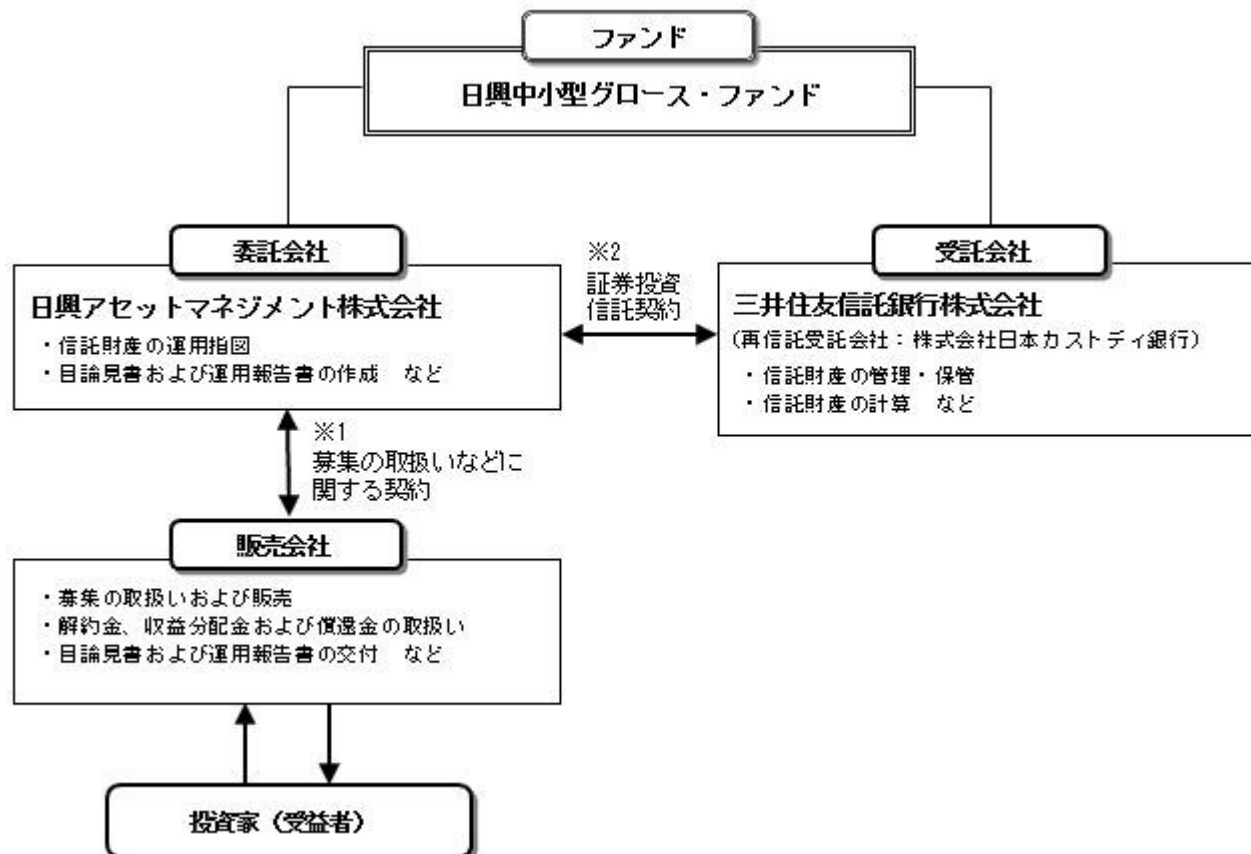 ファンド
日興中小型グロース・ファンド
委託会社
日興アセットマネジメント株式会社
・信託財産の運用指図
・目論見書および運用報告書の作成　など
※2
証券投資
信託契約
受託会社
三井住友信託銀行株式会社
(再信託受託会社：株式会社日本カストディ銀行)
・信託財産の管理・保管
・信託財産の計算　など
※1
募集の取扱いなどに
関する契約
販売会社
・募集の取扱いおよび販売
・解約金、収益分配金および償還金の取扱い
・目論見書および運用報告書の交付　など
投資家（受益者）